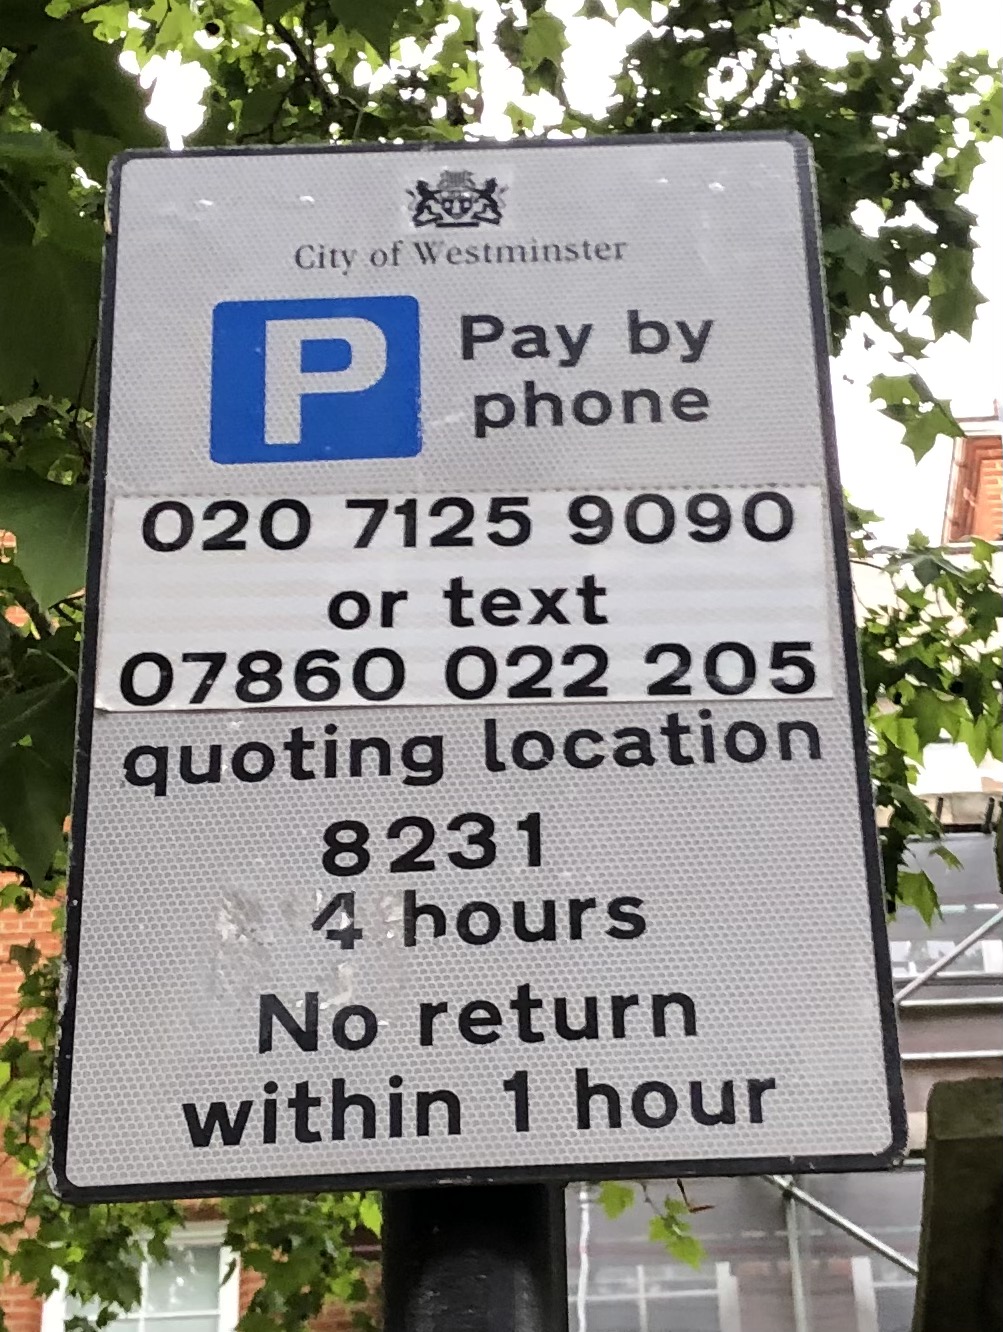 City of Westminster
P
Pay by
phone
020 7125 9090
or text
07860 022 205
quoting location
8231
4 hours
No return
within 1 hour